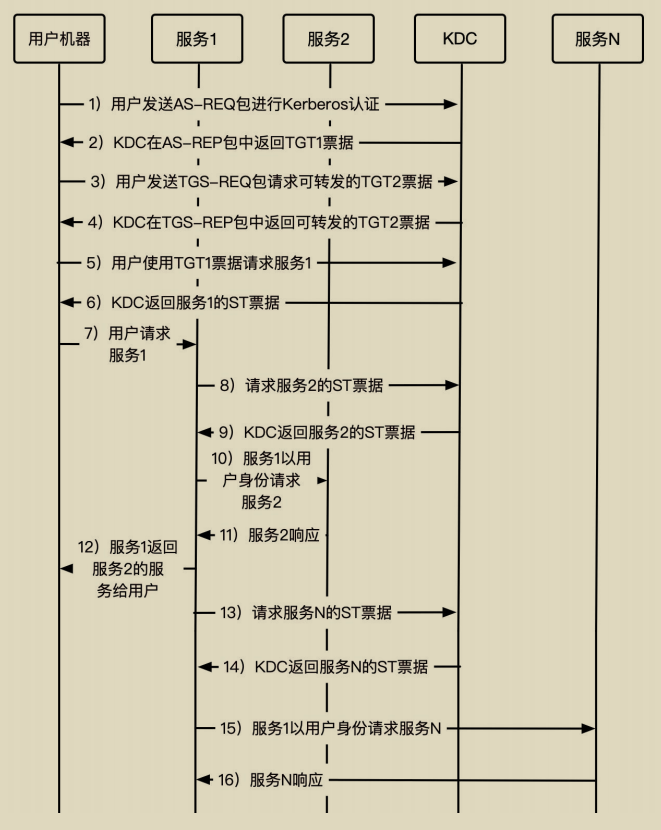 用户机器
服务1
服务2
KDC
服务N
1）用户发送AS-REQ包进行Kerberos认证
2）KDC在AS-REP包中返回TGT1票据
3）用户发送TGS-REQ包请求可转发的TGT2票据
4）KDC在TGS-REP包中返回可转发的TGT2票据
5）用户使用TGT1票据请求服务1
6）KDC返回服务1的ST票据
7）用户请求
服务1
8）请求服务2的ST票据
9）KDC返回服务2的ST票据
10）服务1以用
户身份请求
服务2
11）服务2响应
12）服务1返回
服务2的服
务给用户
13）请求服务N的ST票据
14）KDC返回服务N的ST票据
15）服务1以用户身份请求服务N
16）服务N响应